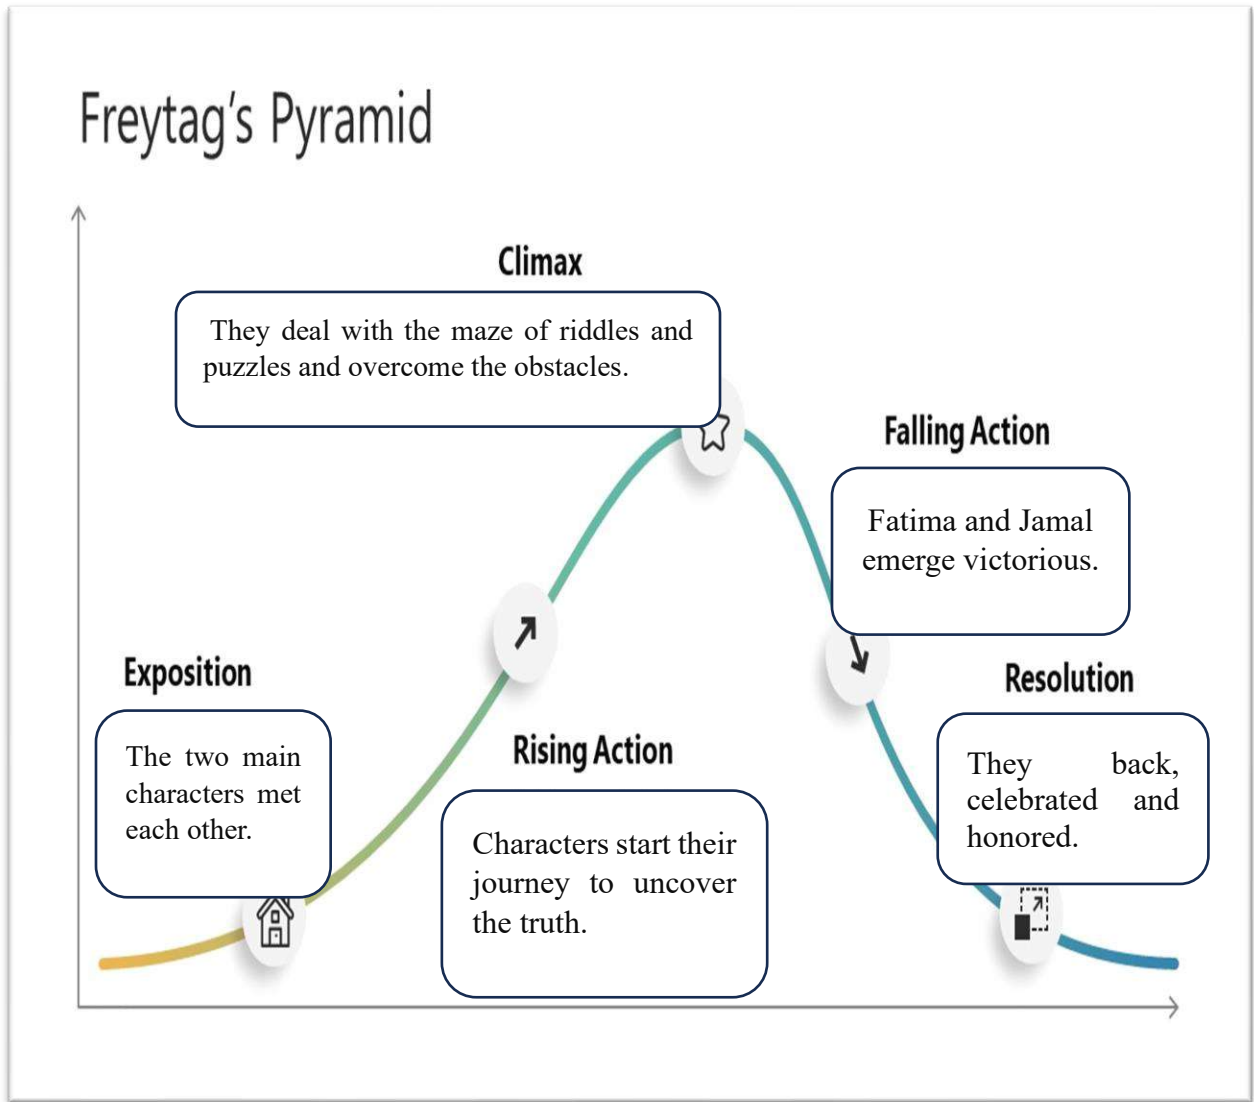 Freytag's Pyramid
Climax
They deal with the maze of riddles and
puzzles and overcome the obstacles.
Falling Action
Fatima and Jamal
emerge victorious.
Exposition
The two main
characters met
each other.
Rising Action
Characters start their
journey to uncover
the truth.
Resolution
They back,
celebrated and
honored.